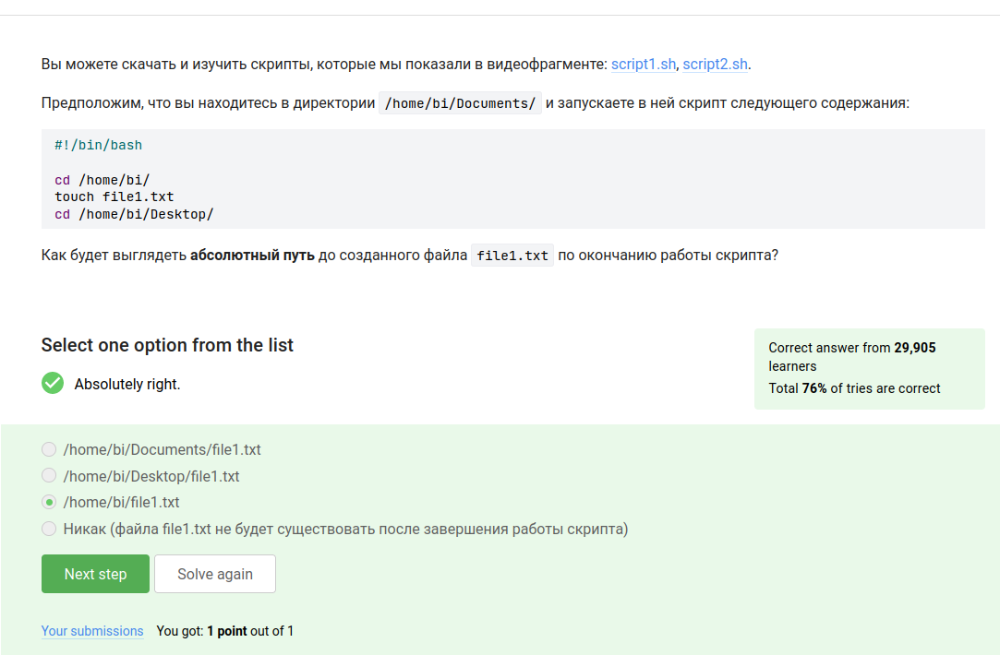 Вы можете скачать и изучить скрипты, которые мы показали в видеофрагменте: script1.sh, script2.sh.
Предположим, что вы находитесь в директории /home/bi/Documents/ и запускаете в ней скрипт следующего содержания:
#!/bin/bash
cd /home/bi/
touch file1.txt
cd /home/bi/Desktop/
Как будет выглядеть абсолютный путь до созданного файла file1.txt по окончанию работы скрипта?
Select one option from the list
Absolutely right.
Correct answer from 29,905
learners
Total 76% of tries are correct
/home/bi/Documents/file1.txt
/home/bi/Desktop/file1.txt
/home/bi/file1.txt
Никак (файла file1.txt не будет существовать после завершения работы скрипта)
Next step
Solve again
Your submissions You got: 1 point out of 1